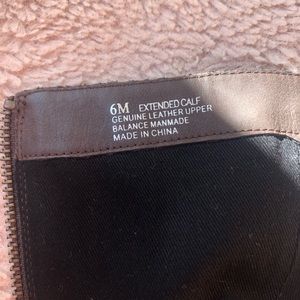 6M EXTENDED CALF
GENUINE LEATHER UPPER
BALANCE MANMADE
MADE IN CHINA